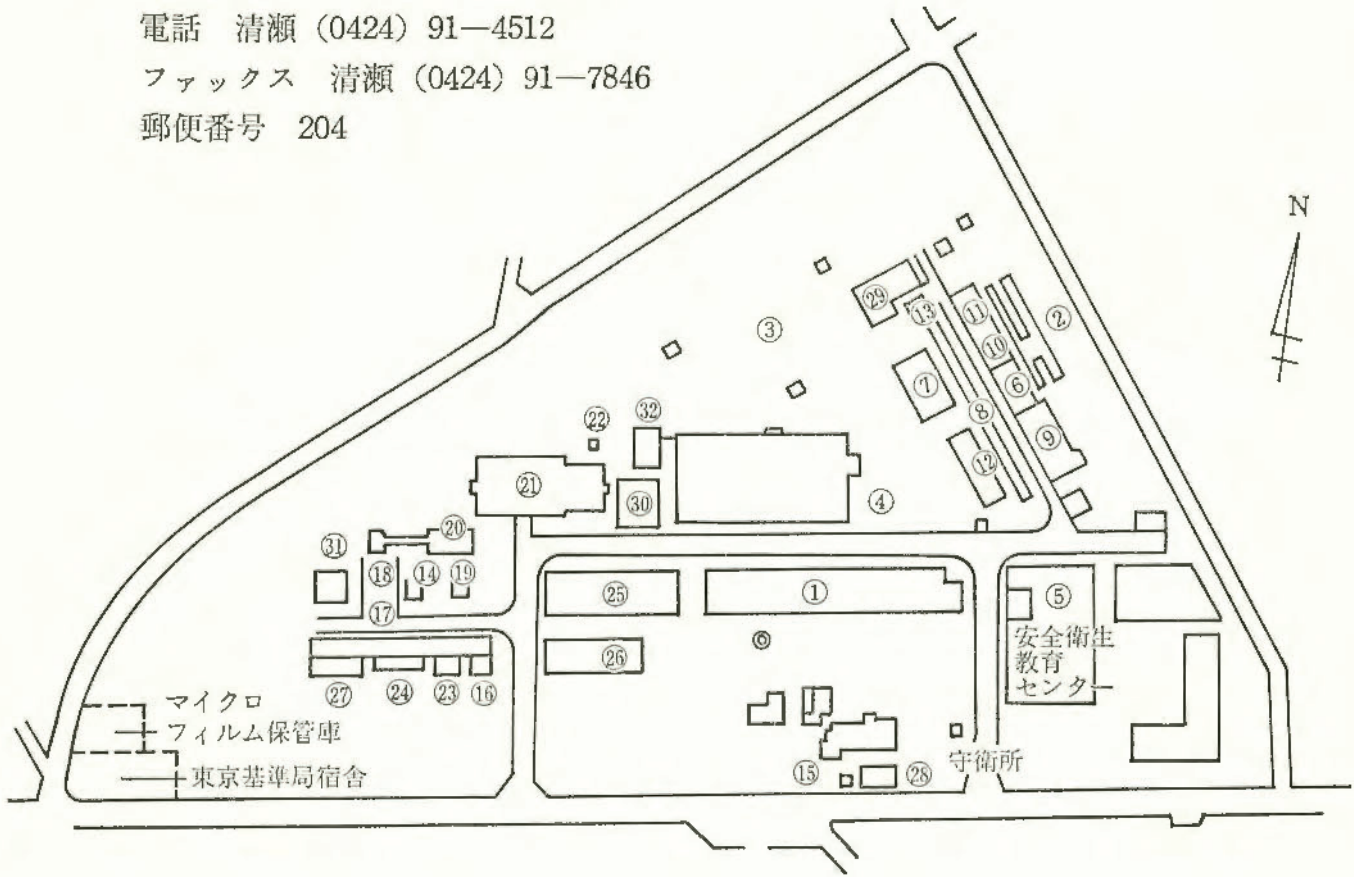 電話 清瀬 (0424) 91—4512
ファックス 清瀬 (0424) 91—7846
郵便番号 204
N
㉙
⑬
⑪
②
③
⑩
⑦
⑥
⑧
㉒
㉜
⑨
⑫
㉑
㉚
④
⑳
㉛
⑱
⑭
⑲
㉕
①
⑤
⑰
安全衛生
教育
センター
㉖
㉗
㉔
㉓
⑯
マイクロ
フィルム保管庫
東京基準局宿舎
⑮
㉘
守衛所